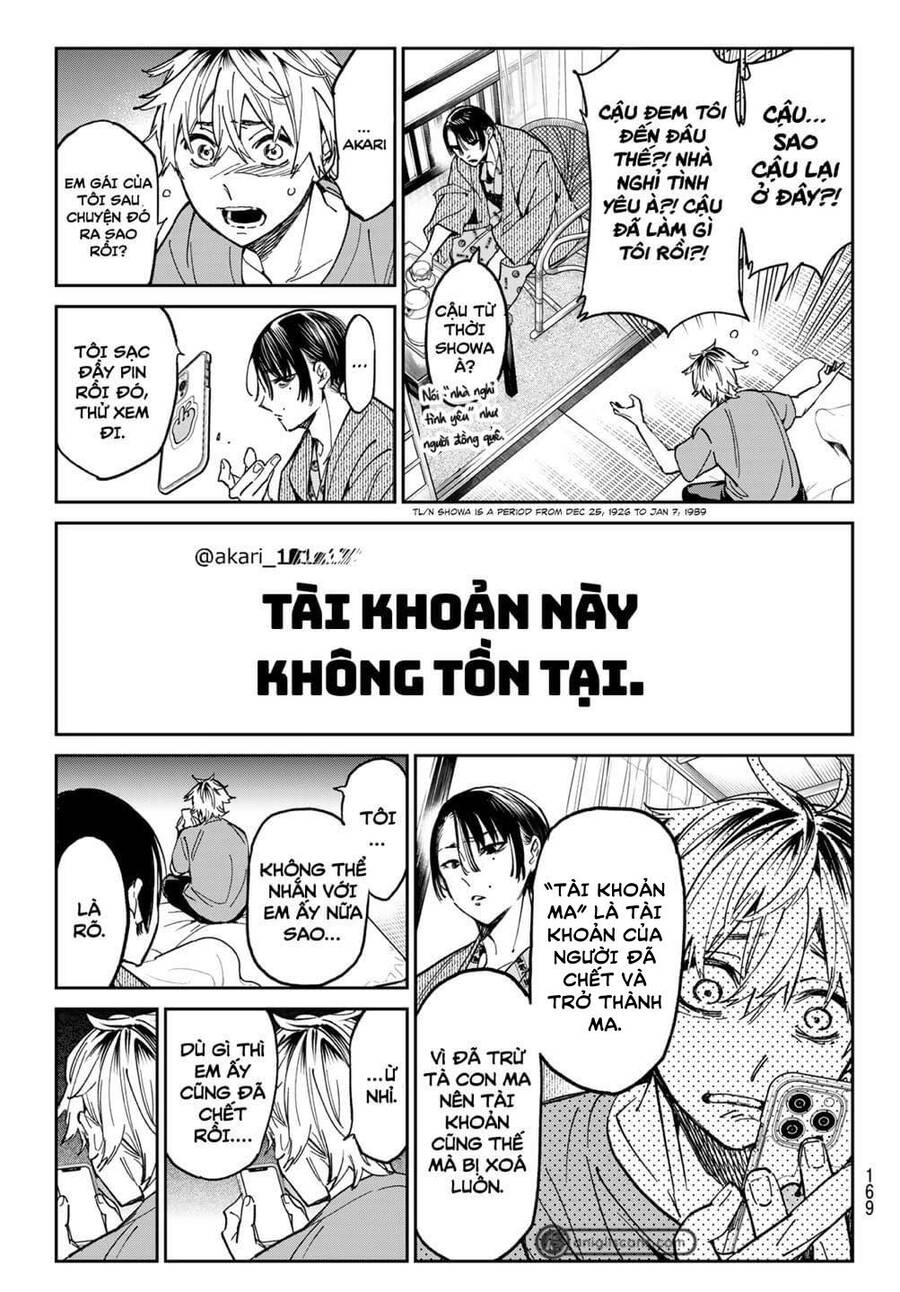 CẬU...
SAO
CẬU LẠI
Ở ĐÂY?!
CẬU ĐEM TÔI
ĐẾN ĐÂU
THẾ?! NHÀ
NGHỈ TÌNH
YÊU À?! CẬU
ĐÃ LÀM GÌ
TÔI RỒI?!
CẬU TỪ
THỜI
SHOWA
À?
Nói "nhà nghỉ
tình yêu" như
người đồng quê.
TL/N SHOWA IS A PERIOD FROM DEC 25, 1926 TO JAN 7, 1989
...
AKARI
EM GÁI CỦA
TÔI SAU
CHUYỆN ĐÓ
RA SAO
RỒI?
...
TÔI SẠC
ĐẦY PIN
RỒI ĐÓ,
THỬ XEM
ĐI.
@akari_1
TÀI KHOẢN NÀY
KHÔNG TỒN TẠI.
"TÀI KHOẢN
MA" LÀ TÀI
KHOẢN CỦA
NGƯỜI ĐÃ
CHẾT VÀ
TRỞ THÀNH
MA.
VÌ ĐÃ TRỪ
TÀ CON MA
NÊN TÀI
KHOẢN
CŨNG THẾ
MÀ BỊ XOÁ
LUÔN.
TÔI
...
KHÔNG THỂ
NHẮN VỚI
EM ẤY NỮA
SAO...
LÀ
RÕ.
...Ừ
NHỈ.
DÙ GÌ THÌ
EM ẤY
CŨNG ĐÃ
CHẾT
RỒI....
169